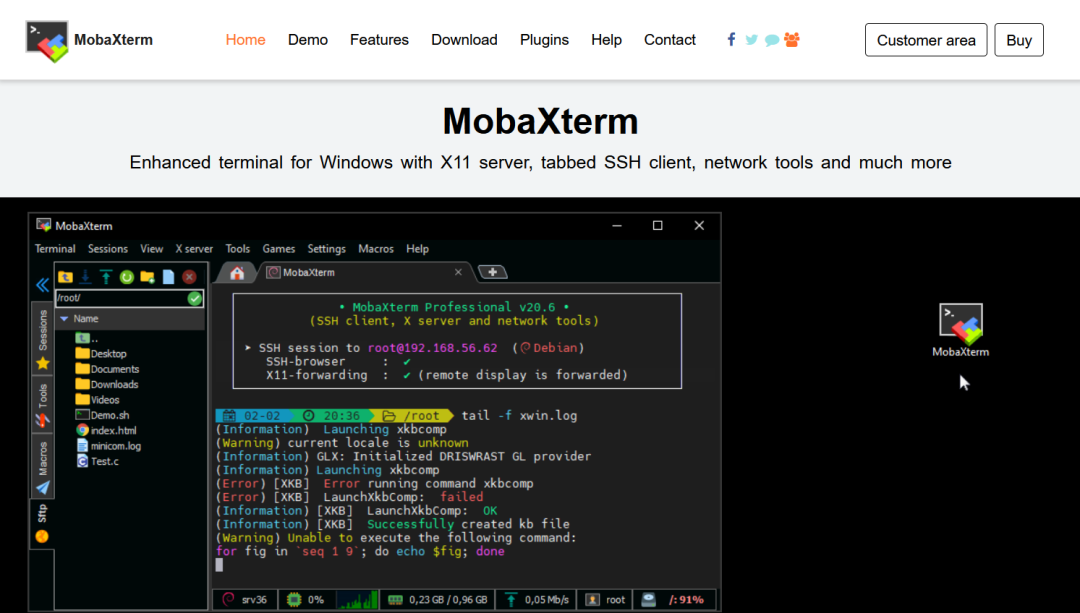 MobaXterm
Home Demo Features Download Plugins Help Contact
Customer area Buy
MobaXterm
Enhanced terminal for Windows with X11 server, tabbed SSH client, network tools and much more
MobaXterm
Terminal Sessions View X server Tools Games Settings Macros Help
MobaXterm
/root/
Name
..
Desktop
Documents
Downloads
Videos
Demo.sh
index.html
minicom.log
Test.c
Sessions
Tools
Macros
Sftp
• MobaXterm Professional v20.6 •
(SSH client, X server and network tools)
➤ SSH session to root@192.168.56.62 (Debian)
SSH-browser : ✔
X11-forwarding : ✔ (remote display is forwarded)
02-02 20:36 /root tail -f xwin.log
(Information) Launching xkbcomp
(Warning) current locale is unknown
(Information) GLX: Initialized DRISWRAST GL provider
(Information) Launching xkbcomp
(Error) [XKB] Error running command xkbcomp
(Error) [XKB] LaunchXkbComp: failed
(Information) [XKB] LaunchXkbComp: OK
(Information) [XKB] Successfully created kb file
(Warning) Unable to execute the following command:
for fig in `seq 1 9`; do echo $fig; done
srv36 0% 0,23 GB / 0,96 GB 0,05 Mb/s root /: 91%
MobaXterm